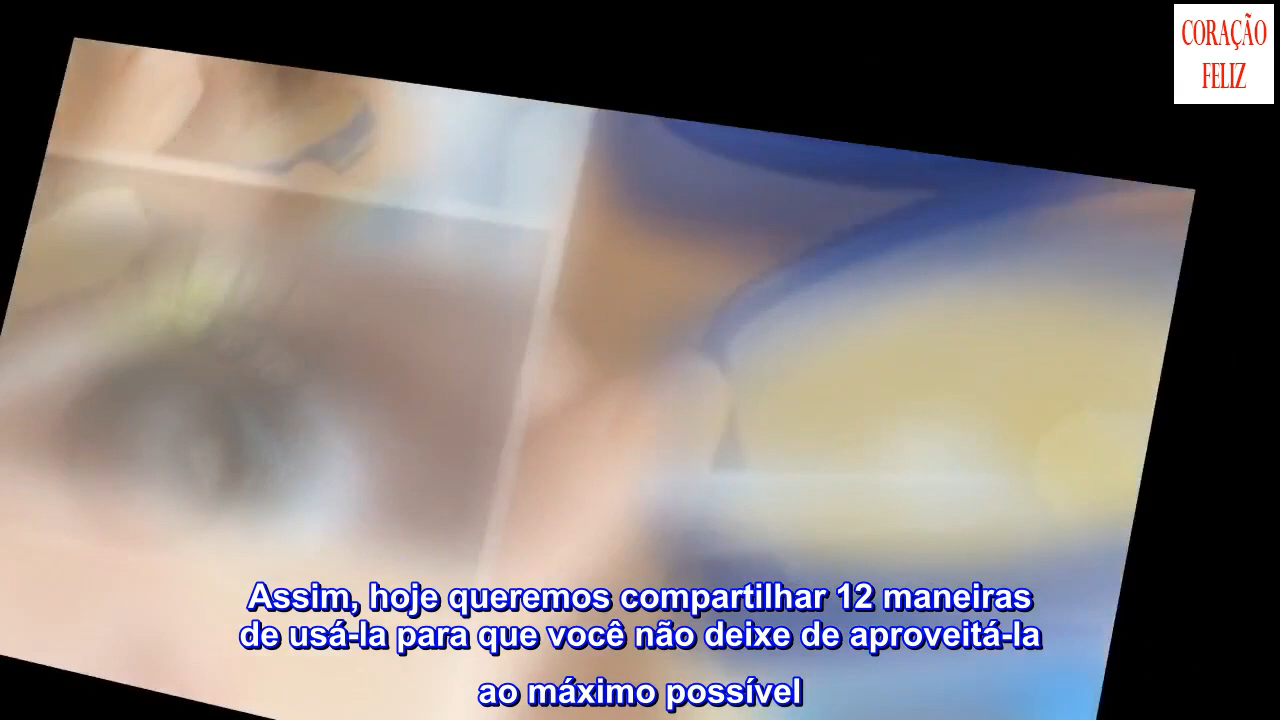 CORAÇÃO
FELIZ
Assim, hoje queremos compartilhar 12 maneiras
de usá-la para que você não deixe de aproveitá-la
ao máximo possível